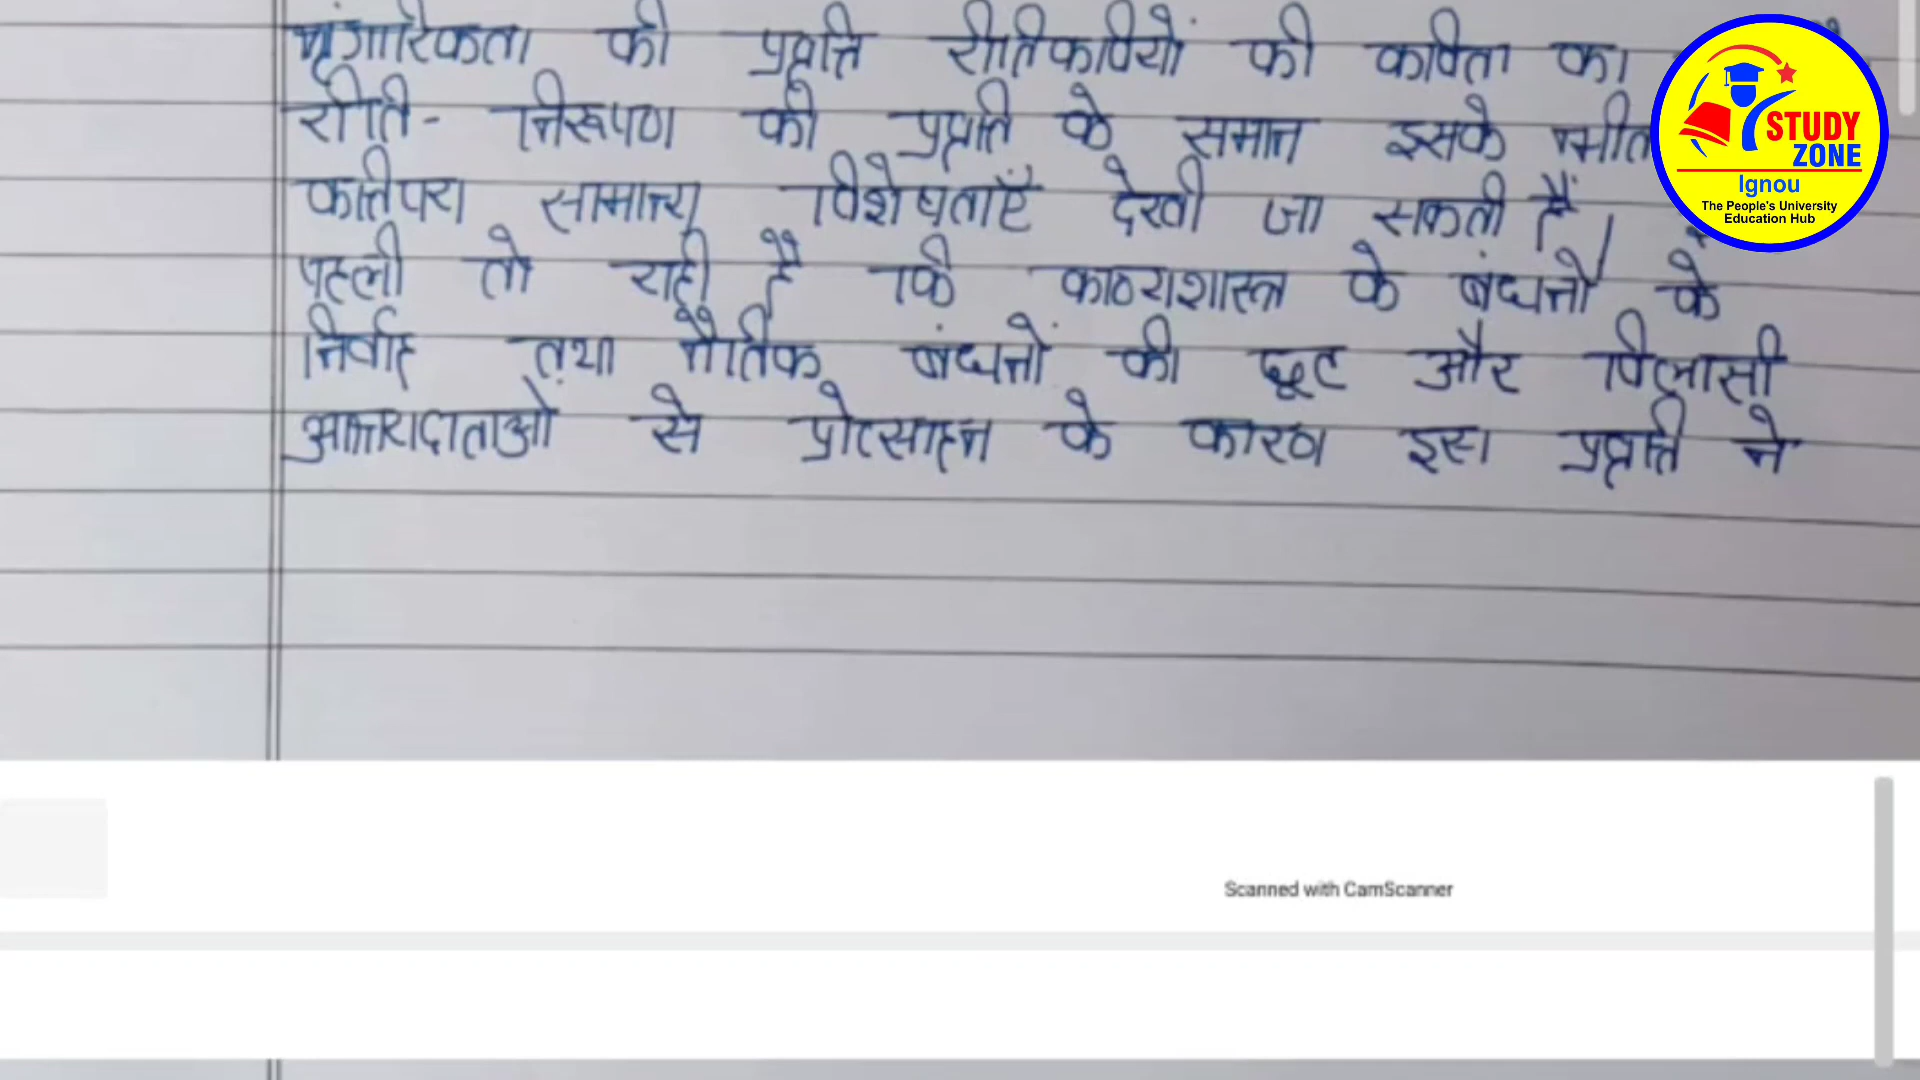 शृंगारिकता की प्रवृत्ति रीतिकवियों की कविता का
रीति - निरूपण की प्रवृत्ति के समान इसके भीत
कतिपय सामान्य विशेषताएँ देखी जा सकती हैं।
पहली तो यही है कि काव्यशास्त्र के बंधनों के
निर्वाह तथा नैतिक बंधनों की छूट और विलासी
आश्रयदाताओं से प्रोत्साहन के कारण इस प्रवृत्ति ने
STUDY
ZONE
Ignou
The People's University
Education Hub
Scanned with CamScanner